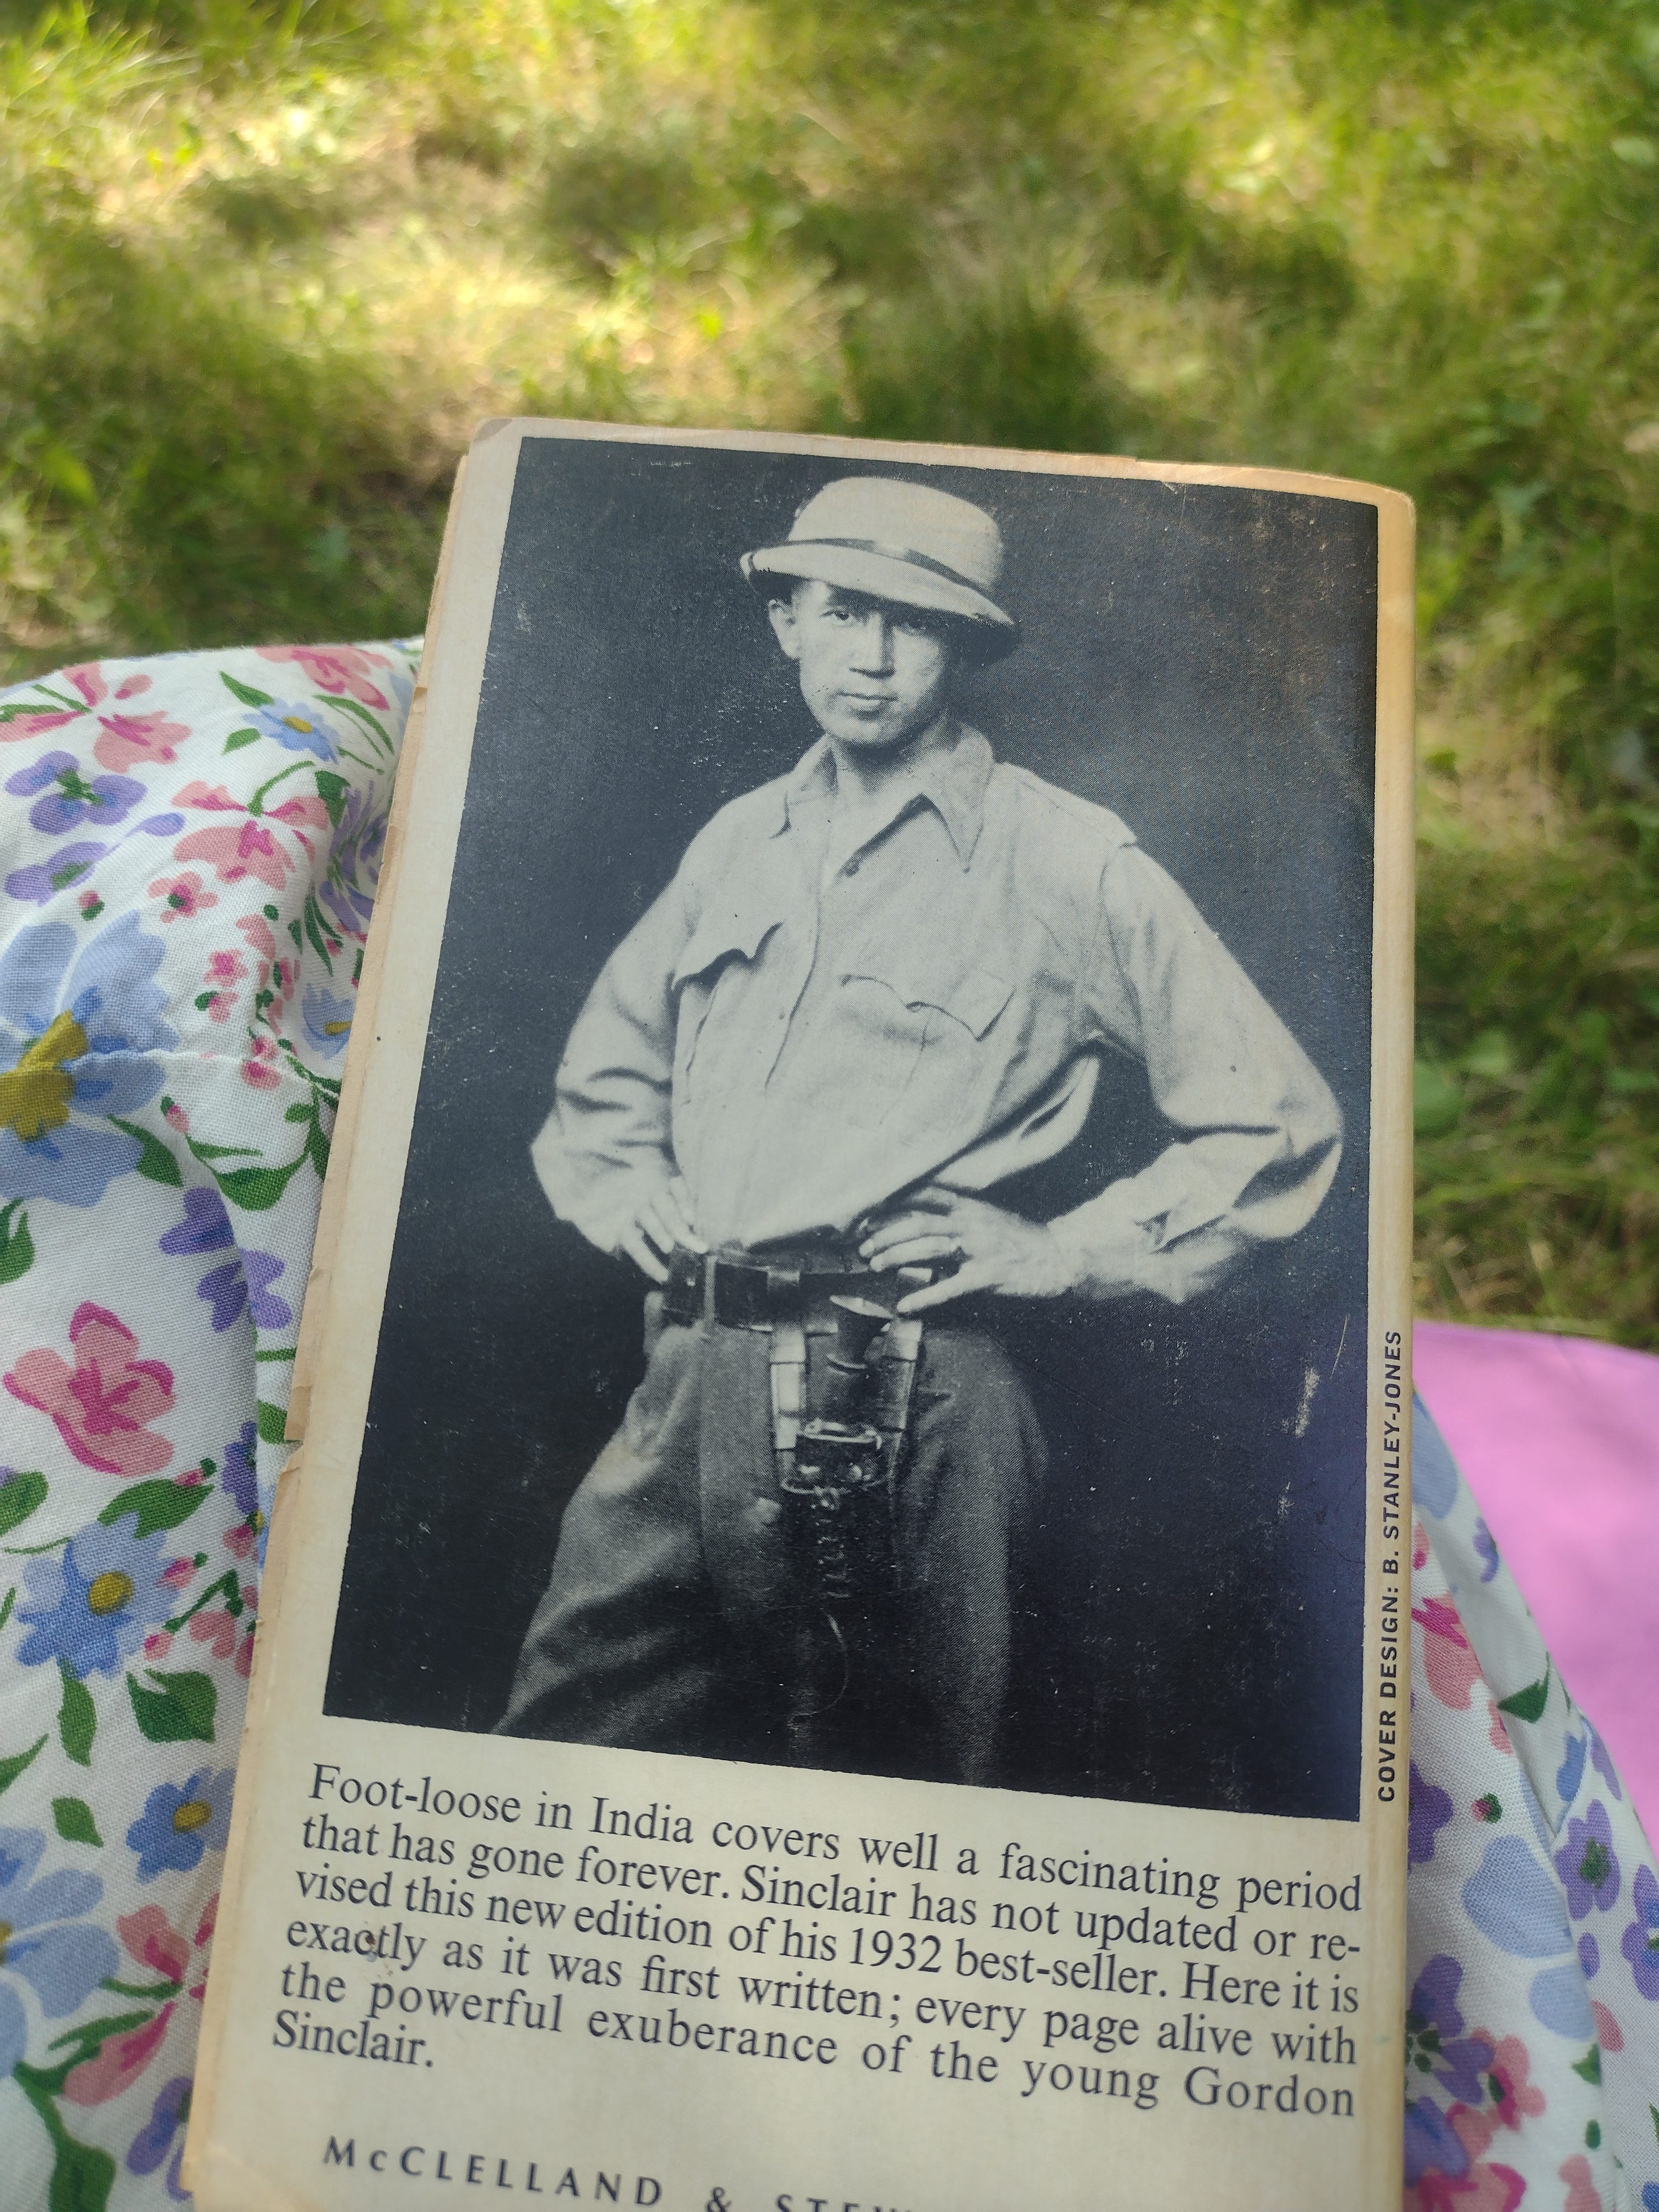 COVER DESIGN: B. STANLEY-JONES
Foot-loose in India covers well a fascinating period
that has gone forever. Sinclair has not updated or re-
vised this new edition of his 1932 best-seller. Here it is
exactly as it was first written; every page alive with
the powerful exuberance of the young Gordon
Sinclair.
McCLELLAND &